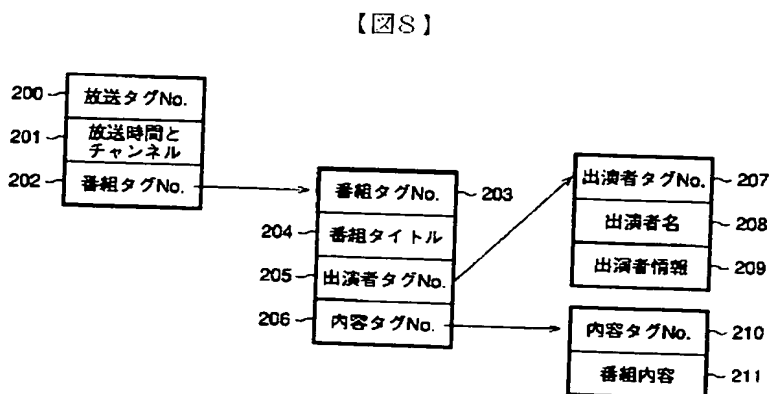 【図8】
200
放送タグNo.
201
放送時間と
チャンネル
202
番組タグNo.
番組タグNo.
203
204
番組タイトル
205
出演者タグNo.
206
内容タグNo.
出演者タグNo.
207
出演者名
208
出演者情報
209
内容タグNo.
210
番組内容
211